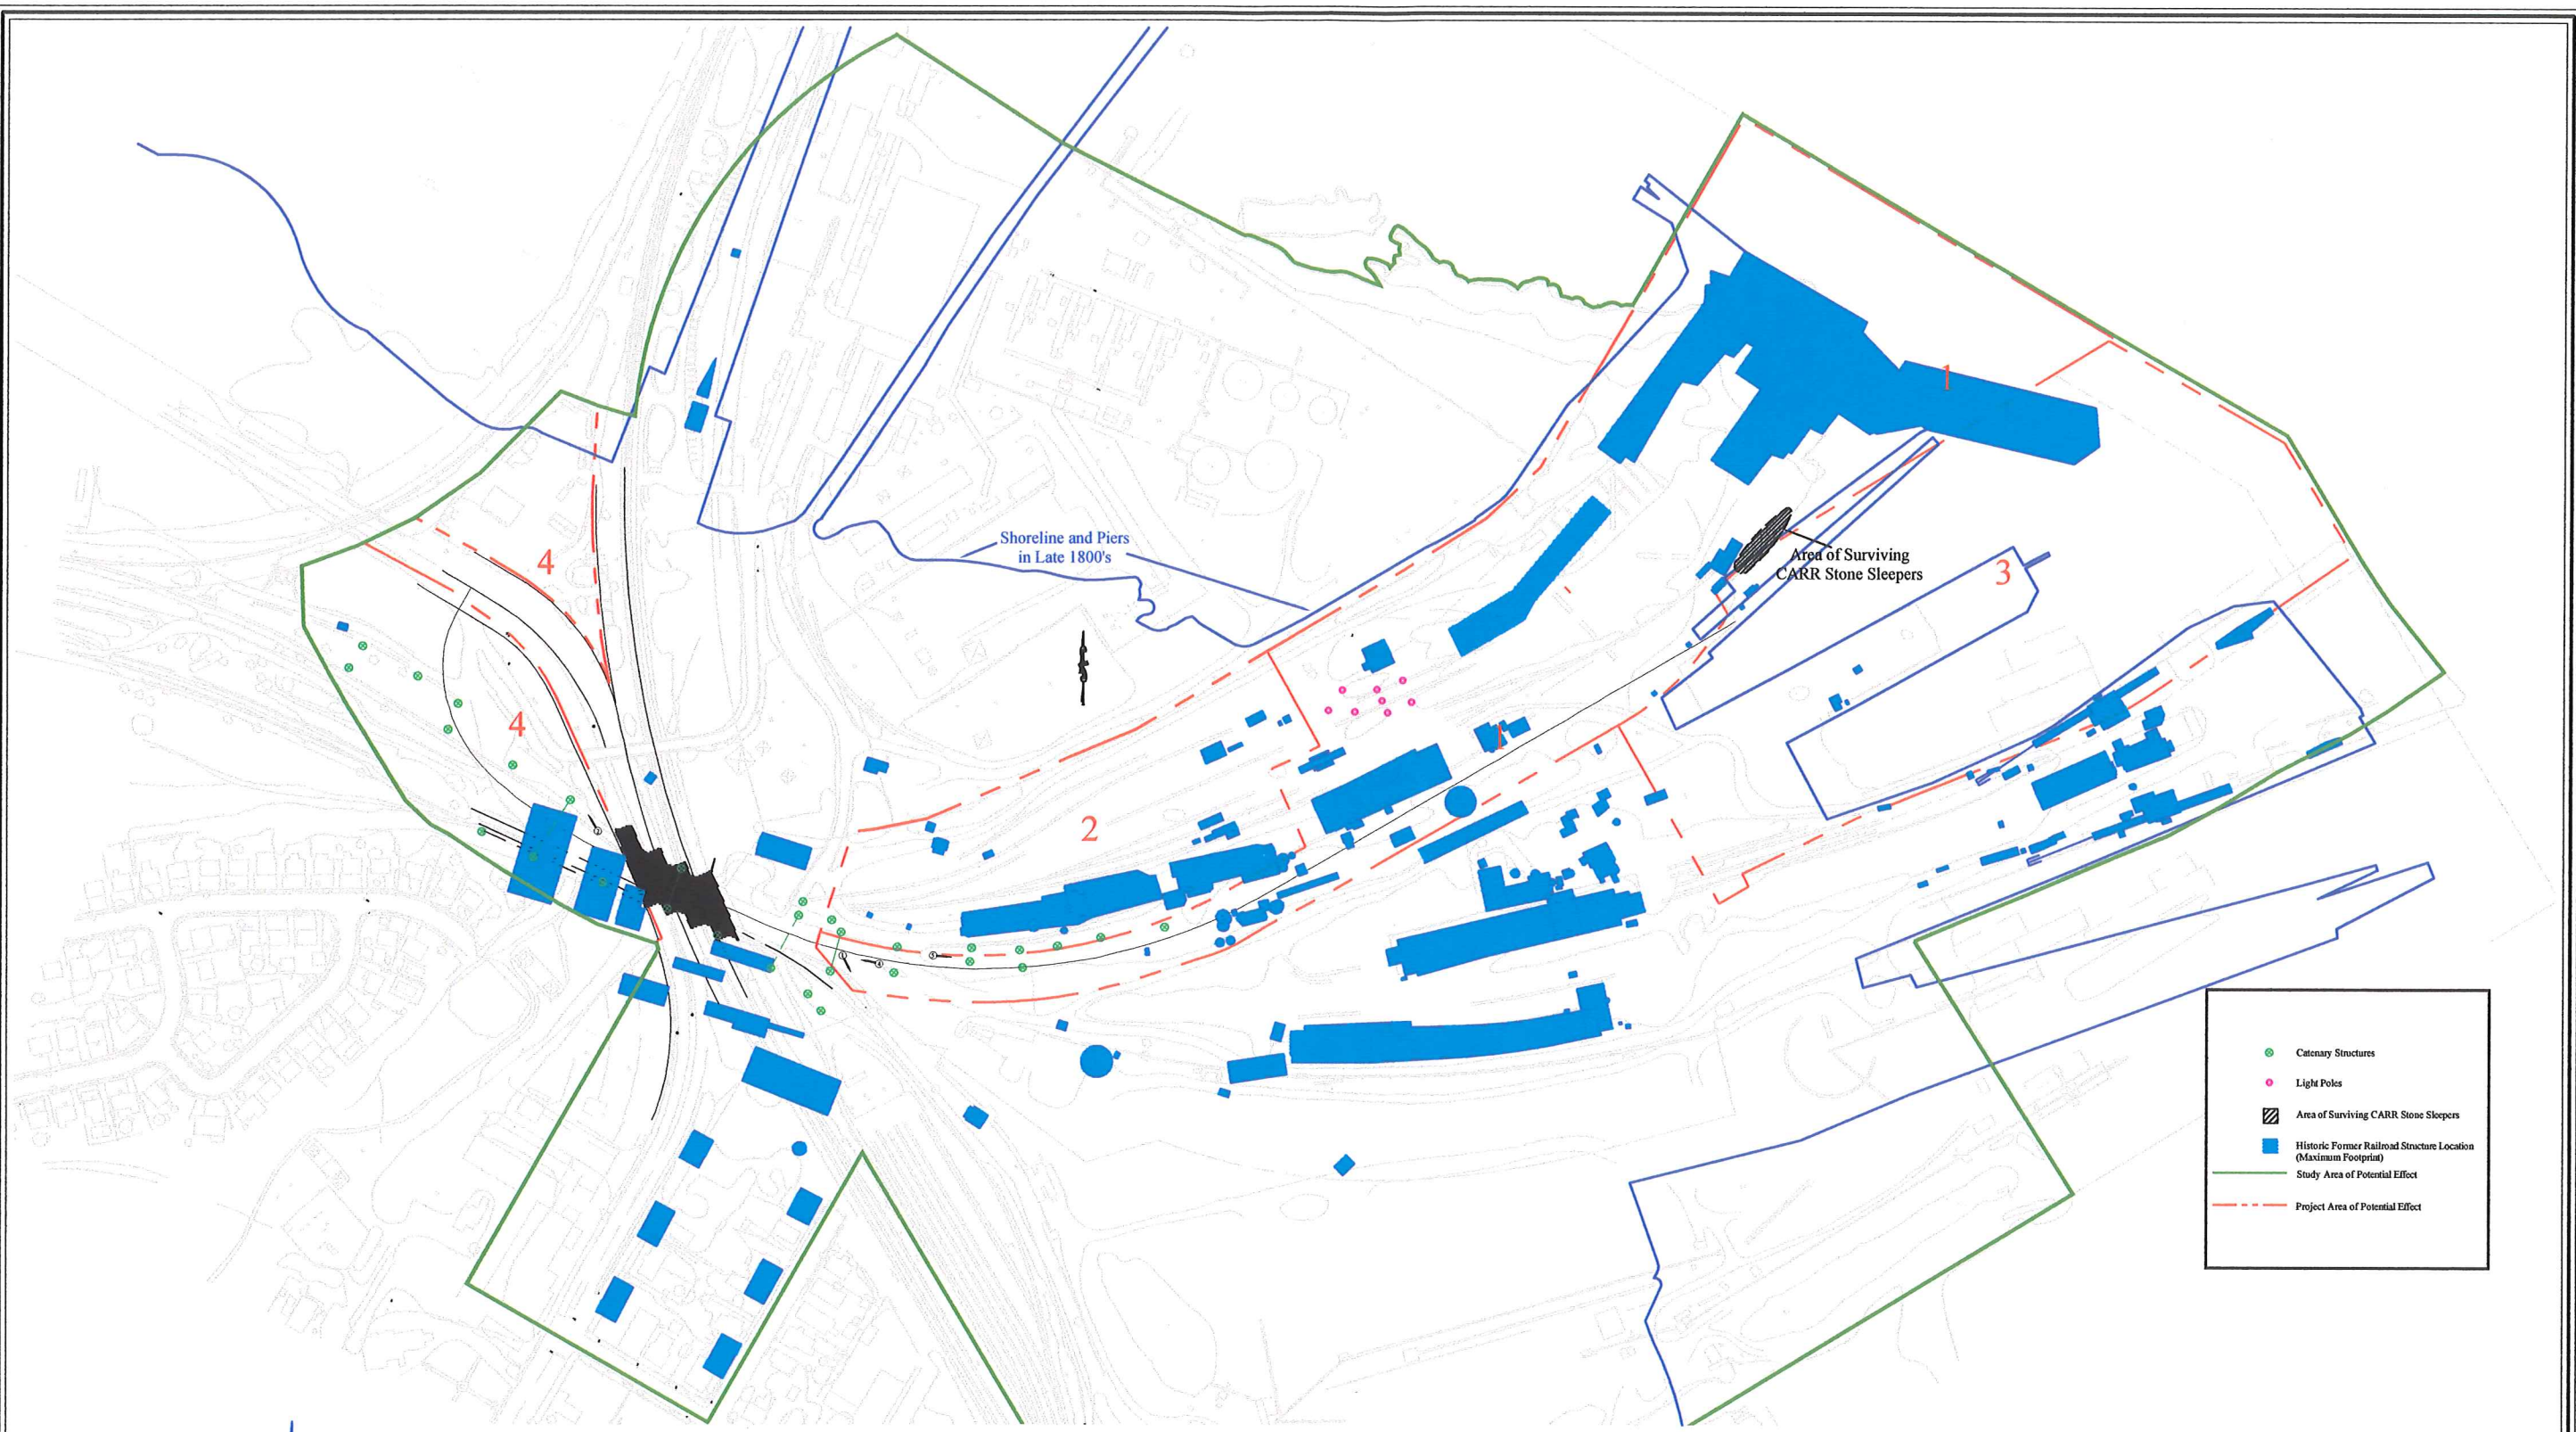 1
Shoreline and Piers
in Late 1800's
Area of Surviving
CARR Stone Sleepers
3
4
4
1
2
Catenary Structures
Light Poles
Area of Surviving CARR Stone Sleepers
Historic Former Railroad Structure Location
(Maximum Footprint)
Study Area of Potential Effect
Project Area of Potential Effect